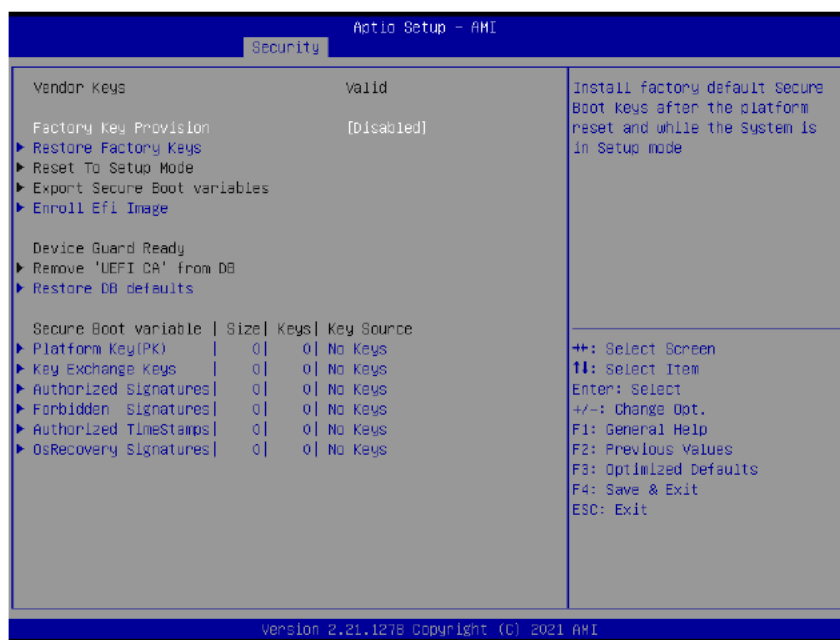 Aptio Setup - AMI
Security
Vendor Keys Valid
Factory Key Provision [Disabled]
► Restore Factory Keys
► Reset To Setup Mode
► Export Secure Boot variables
► Enroll Efi Image
Device Guard Ready
► Remove 'UEFI CA' from DB
► Restore DB defaults
Secure Boot variable | Size| Keys| Key Source
► Platform Key(PK) | 0| 0| No Keys
► Key Exchange Keys | 0| 0| No Keys
► Authorized Signatures| 0| 0| No Keys
► Forbidden Signatures| 0| 0| No Keys
► Authorized TimeStamps| 0| 0| No Keys
► OsRecovery Signatures| 0| 0| No Keys
Install factory default Secure
Boot keys after the platform
reset and while the System is
in Setup mode
→←: Select Screen
↑↓: Select Item
Enter: Select
+/-: Change Opt.
F1: General Help
F2: Previous Values
F3: Optimized Defaults
F4: Save & Exit
ESC: Exit
Version 2.21.1278 Copyright (C) 2021 AMI